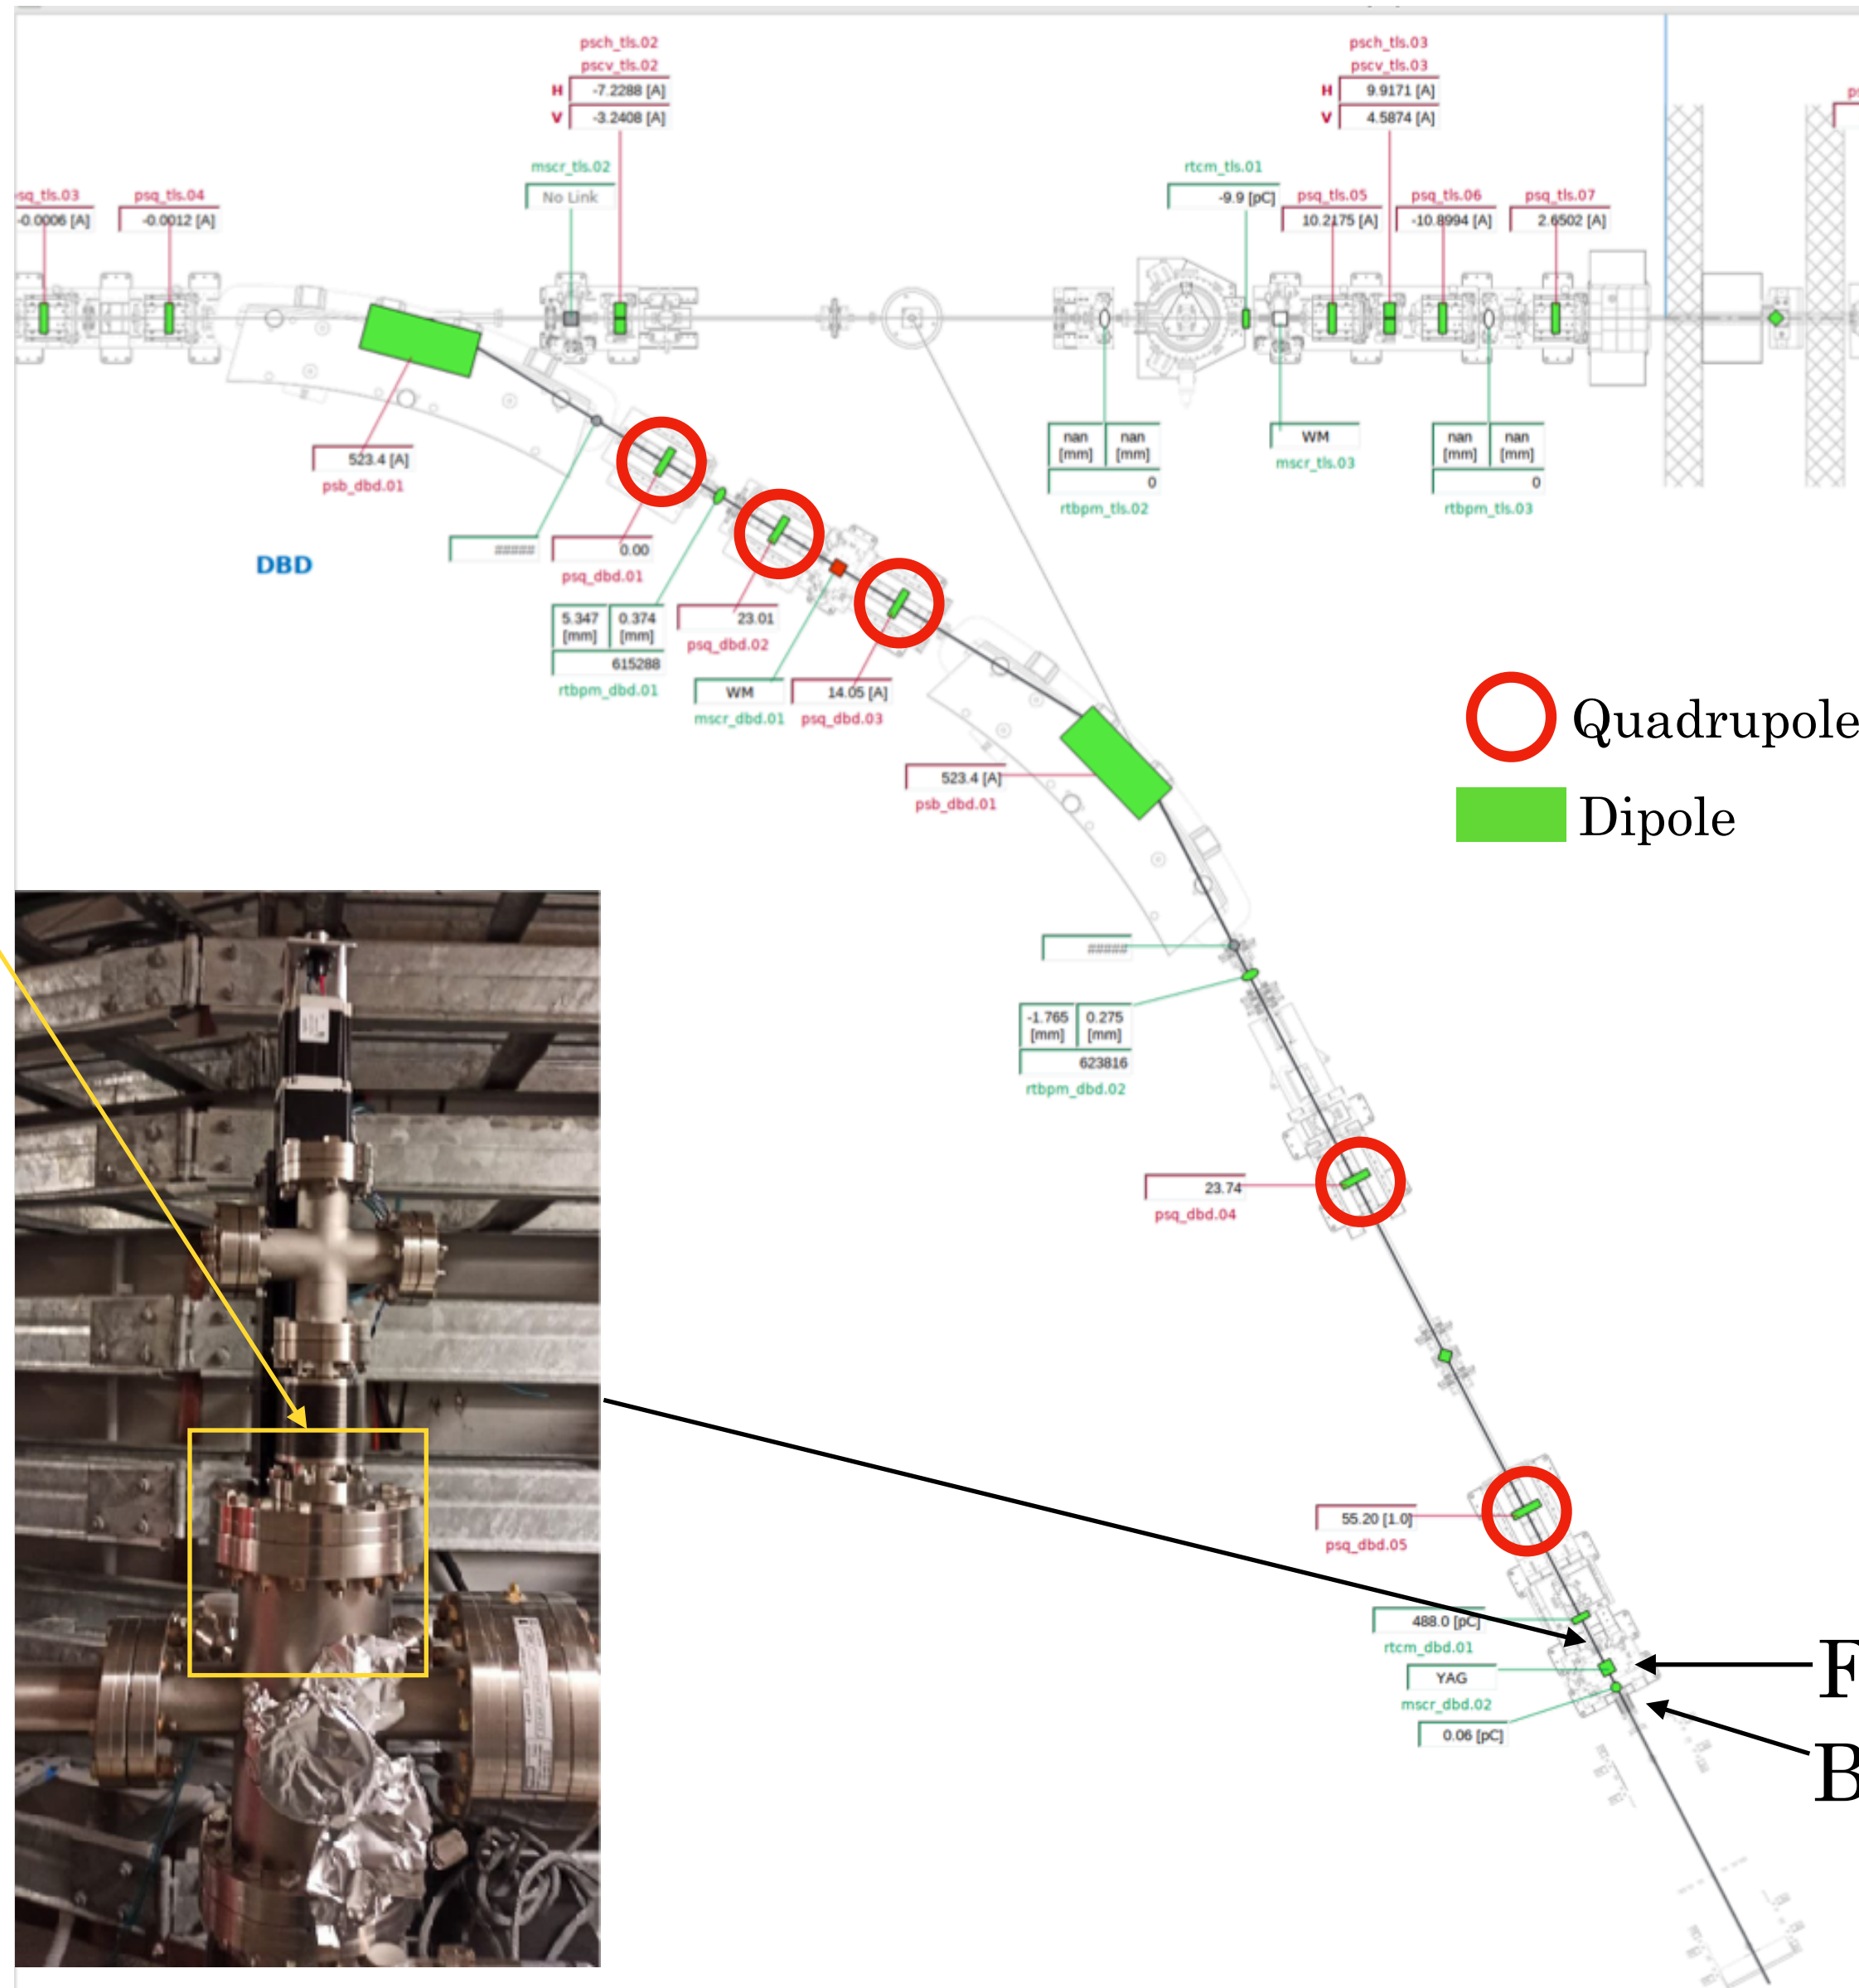 psch_tls.02
pscv_tls.02
H -7.2288 [A]
V -3.2408 [A]
psch_tls.03
pscv_tls.03
H 9.9171 [A]
V 4.5874 [A]
mscr_tls.02
No Link
rtcm_tls.01
-9.9 [pC]
sq_tls.03
-0.0006 [A]
psq_tls.04
-0.0012 [A]
psq_tls.05
10.2175 [A]
psq_tls.06
-10.8994 [A]
psq_tls.07
2.6502 [A]
523.4 [A]
psb_dbd.01
nan [mm] nan [mm]
0
rtbpm_tls.02
WM
mscr_tls.03
nan [mm] nan [mm]
0
rtbpm_tls.03
DBD
#####
0.00
psq_dbd.01
5.347 [mm] 0.374 [mm]
615288
rtbpm_dbd.01
23.01
psq_dbd.02
WM
mscr_dbd.01
14.05 [A]
psq_dbd.03
Quadrupole
Dipole
523.4 [A]
psb_dbd.01
#####
-1.765 [mm] 0.275 [mm]
623816
rtbpm_dbd.02
23.74
psq_dbd.04
55.20 [1.0]
psq_dbd.05
488.0 [pC]
rtcm_dbd.01
YAG
mscr_dbd.02
0.06 [pC]
F
B